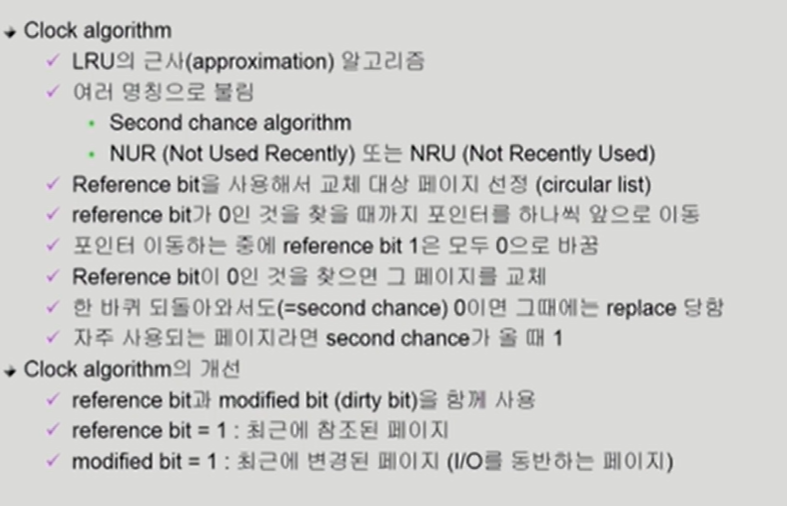 Clock algorithm
LRU의 근사(approximation) 알고리즘
여러 명칭으로 불림
Second chance algorithm
NUR (Not Used Recently) 또는 NRU (Not Recently Used)
Reference bit을 사용해서 교체 대상 페이지 선정 (circular list)
reference bit가 0인 것을 찾을 때까지 포인터를 하나씩 앞으로 이동
포인터 이동하는 중에 reference bit 1은 모두 0으로 바꿈
Reference bit이 0인 것을 찾으면 그 페이지를 교체
한 바퀴 되돌아와서도(=second chance) 0이면 그때에는 replace 당함
자주 사용되는 페이지라면 second chance가 올 때 1
Clock algorithm의 개선
reference bit과 modified bit (dirty bit)을 함께 사용
reference bit = 1 : 최근에 참조된 페이지
modified bit = 1 : 최근에 변경된 페이지 (I/O를 동반하는 페이지)